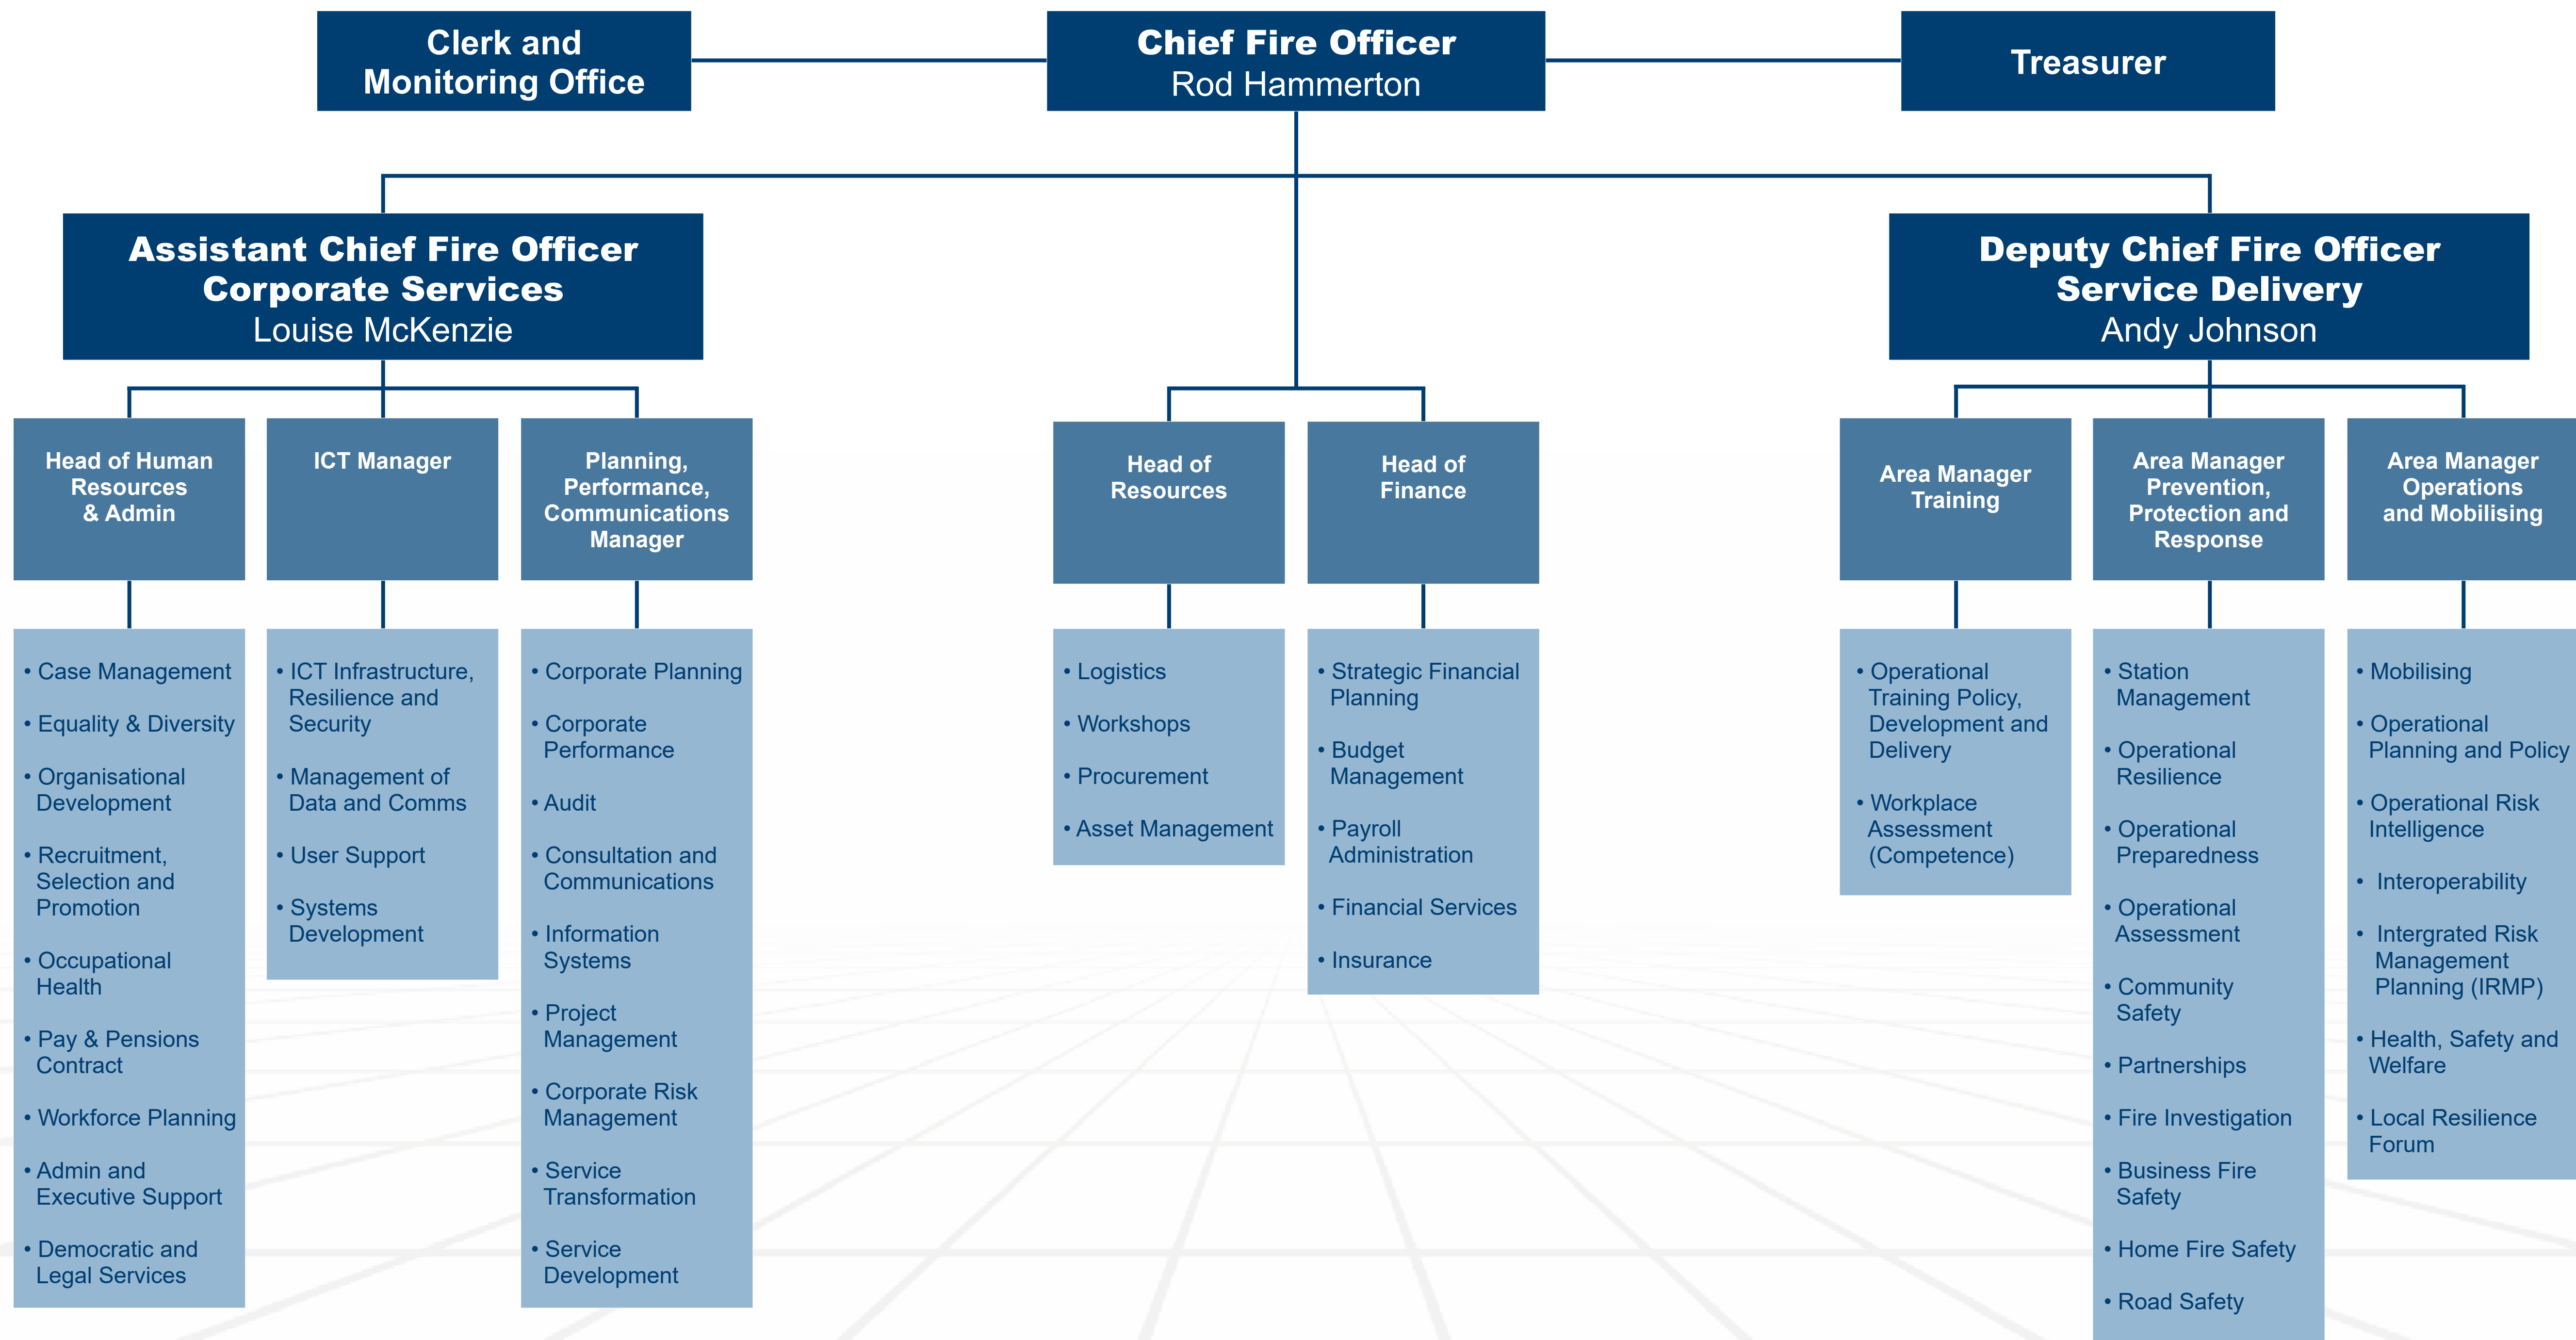 Clerk and
Monitoring Office
Chief Fire Officer
Rod Hammerton
Treasurer
Assistant Chief Fire Officer
Corporate Services
Louise McKenzie
Deputy Chief Fire Officer
Service Delivery
Andy Johnson
Head of Human
Resources
& Admin
ICT Manager
Planning,
Performance,
Communications
Manager
Head of
Resources
Head of
Finance
Area Manager
Training
Area Manager
Prevention,
Protection and
Response
Area Manager
Operations
and Mobilising
• Case Management
• Equality & Diversity
• Organisational
Development
• Recruitment,
Selection and
Promotion
• Occupational
Health
• Pay & Pensions
Contract
• Workforce Planning
• Admin and
Executive Support
• Democratic and
Legal Services
• ICT Infrastructure,
Resilience and
Security
• Management of
Data and Comms
• User Support
• Systems
Development
• Corporate Planning
• Corporate
Performance
• Audit
• Consultation and
Communications
• Information
Systems
• Project
Management
• Corporate Risk
Management
• Service
Transformation
• Service
Development
• Logistics
• Workshops
• Procurement
• Asset Management
• Strategic Financial
Planning
• Budget
Management
• Payroll
Administration
• Financial Services
• Insurance
• Operational
Training Policy,
Development and
Delivery
• Workplace
Assessment
(Competence)
• Station
Management
• Operational
Resilience
• Operational
Preparedness
• Operational
Assessment
• Community
Safety
• Partnerships
• Fire Investigation
• Business Fire
Safety
• Home Fire Safety
• Road Safety
• Mobilising
• Operational
Planning and Policy
• Operational Risk
Intelligence
• Interoperability
• Intergrated Risk
Management
Planning (IRMP)
• Health, Safety and
Welfare
• Local Resilience
Forum